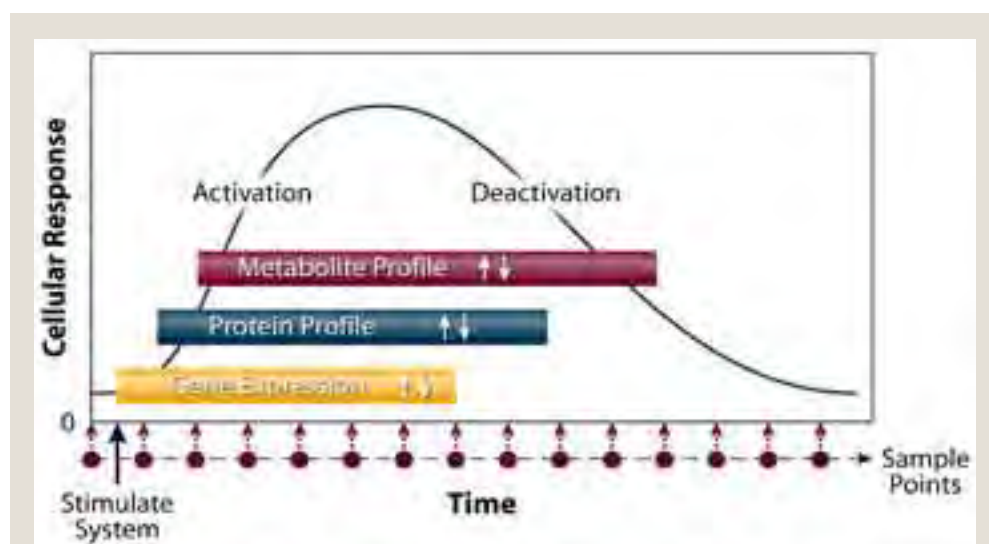 Cellular Response
Activation
Deactivation
Metabolite Profile ↑↓
Protein Profile ↑↓
Gene Expression ↑↓
0
Sample
Points
Stimulate
System
Time